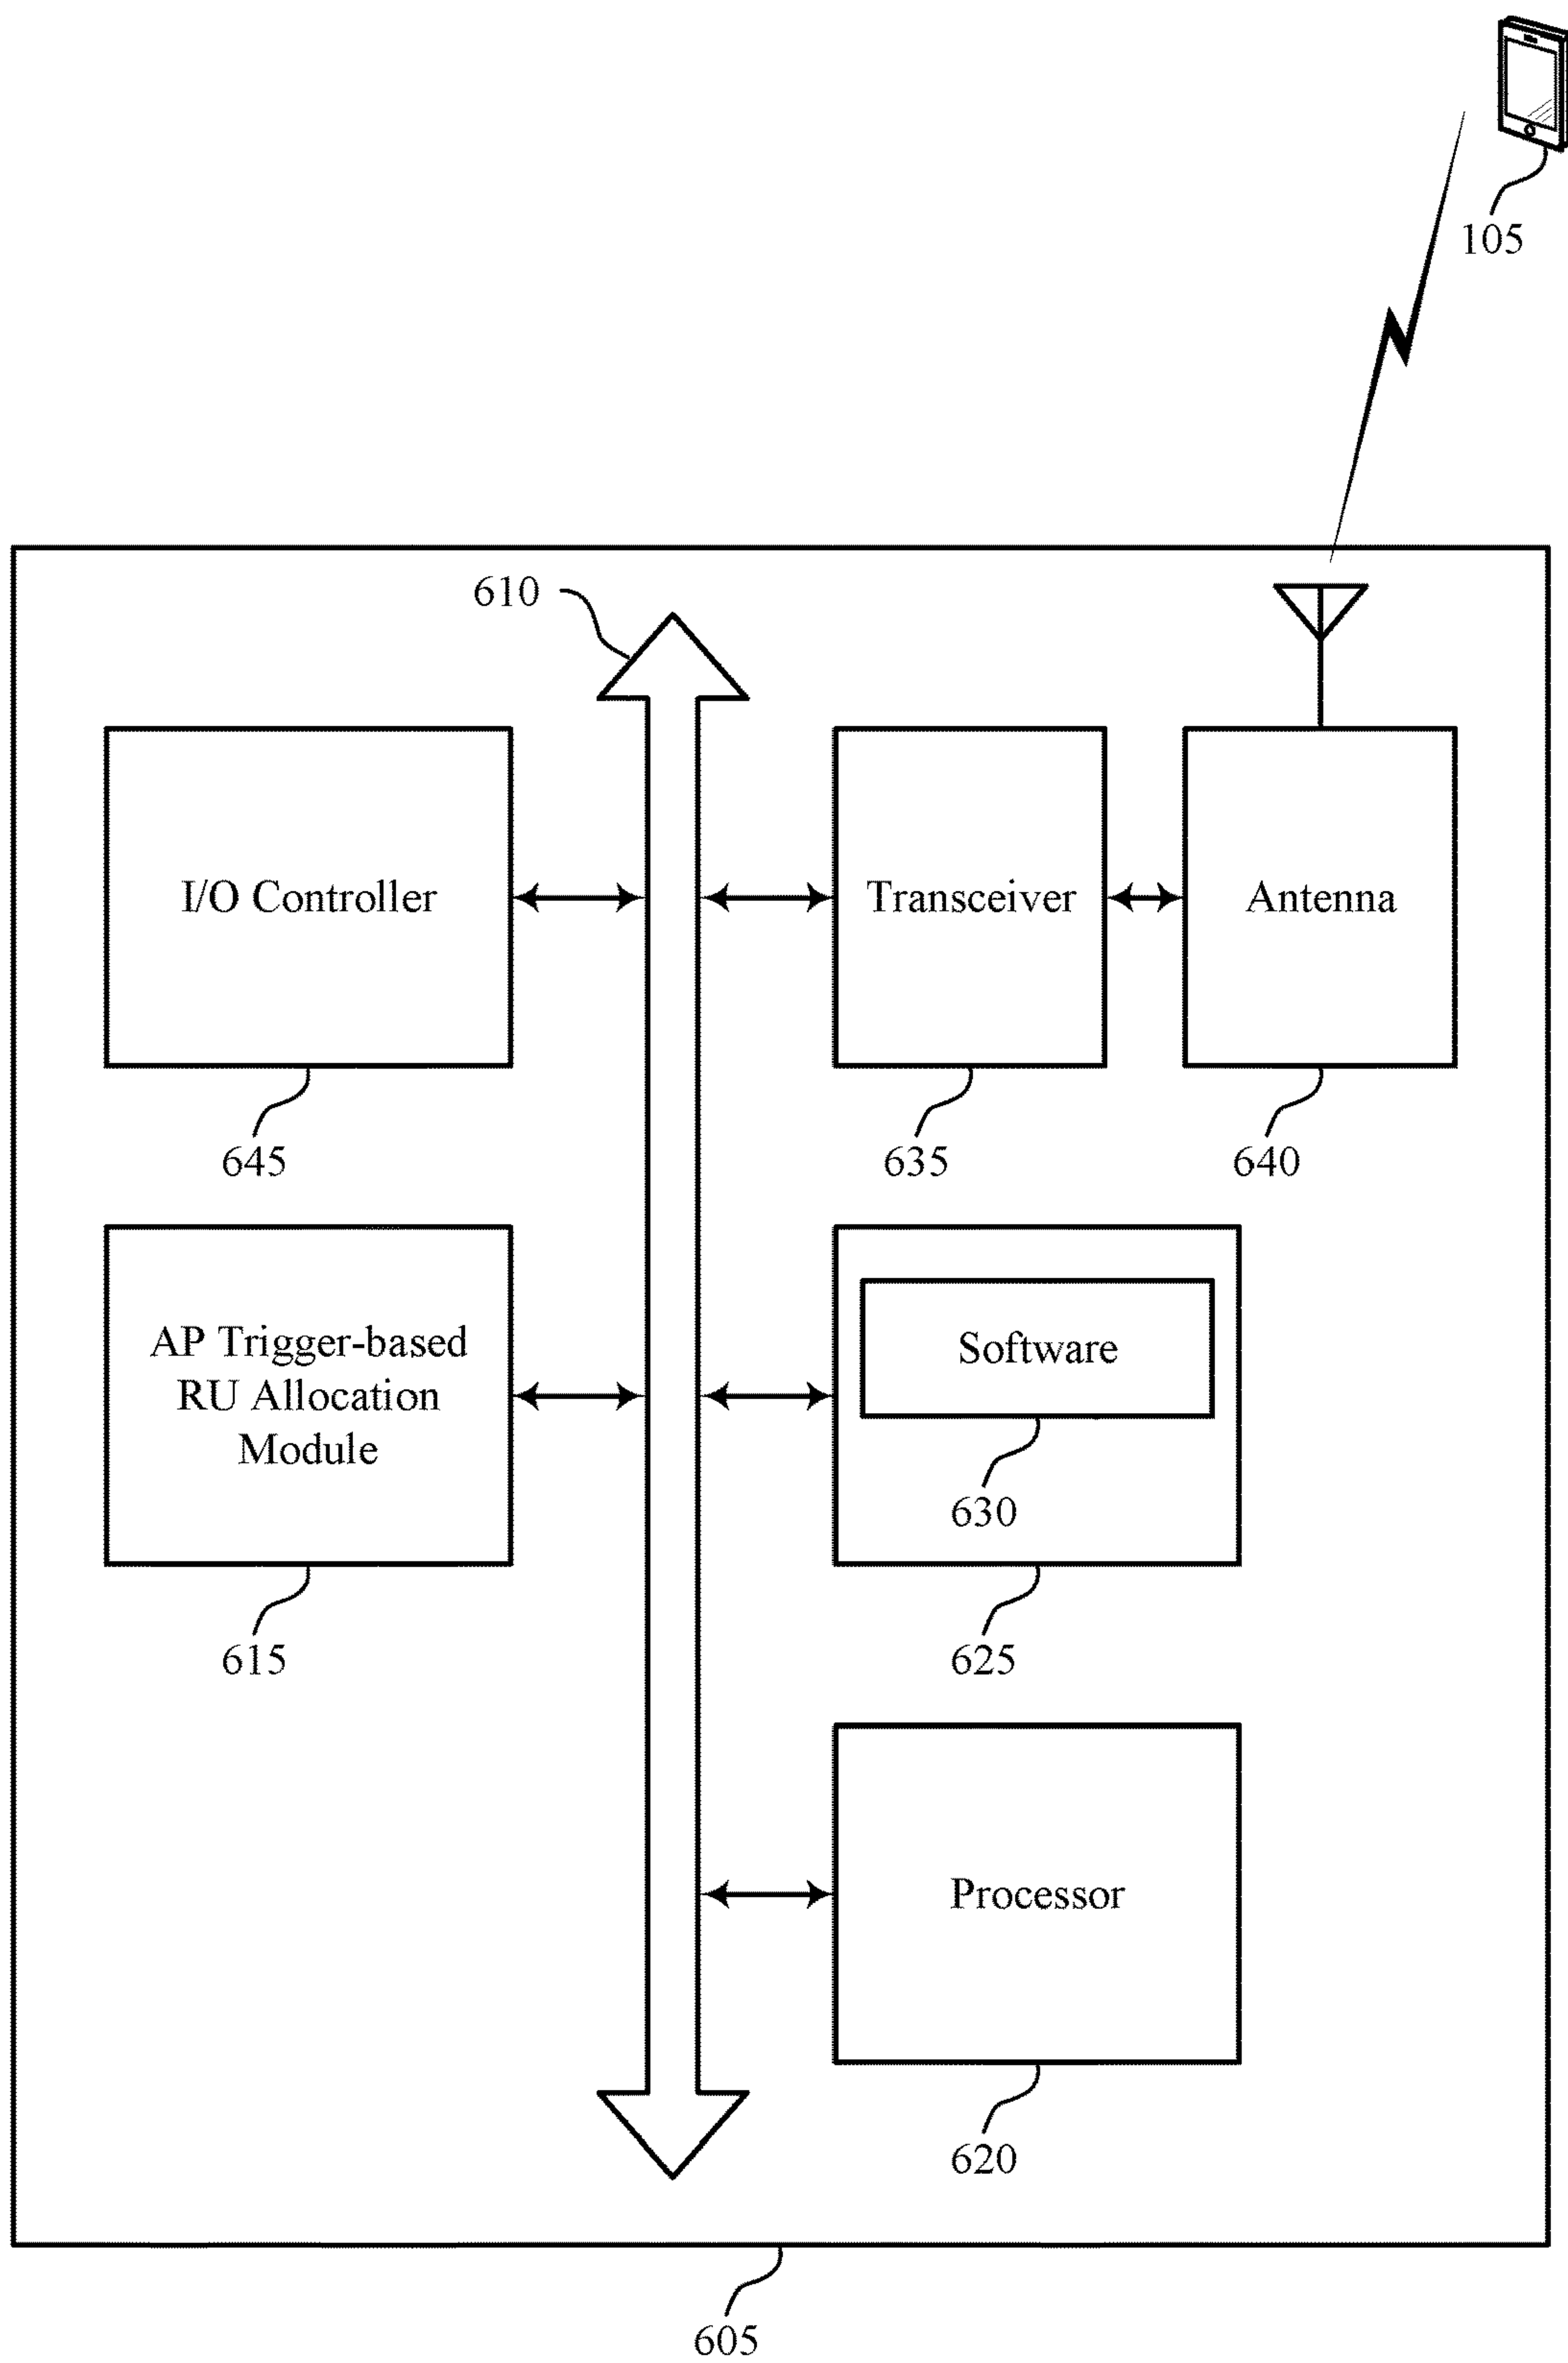 105
610
I/O Controller
Transceiver
Antenna
645
635
640
AP Trigger-based
RU Allocation
Module
Software
630
615
625
Processor
620
605